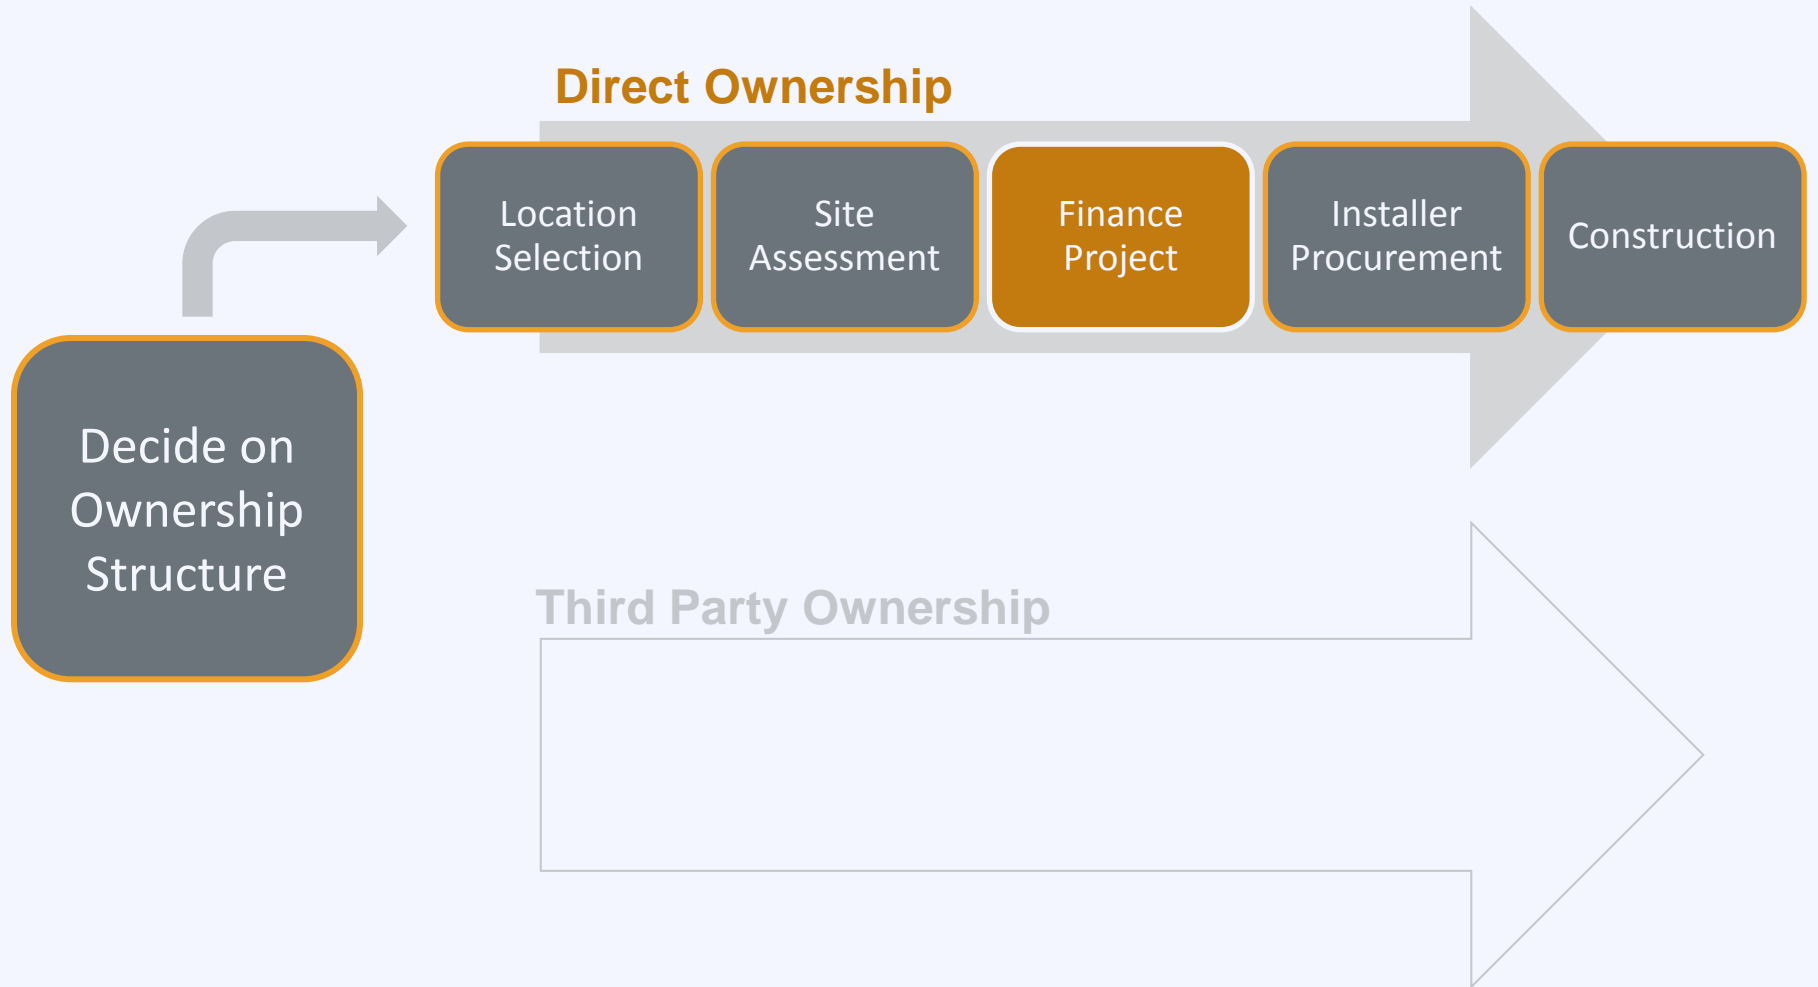 Direct Ownership
Location
Selection
Site
Assessment
Finance
Project
Installer
Procurement
Construction
Decide on
Ownership
Structure
Third Party Ownership